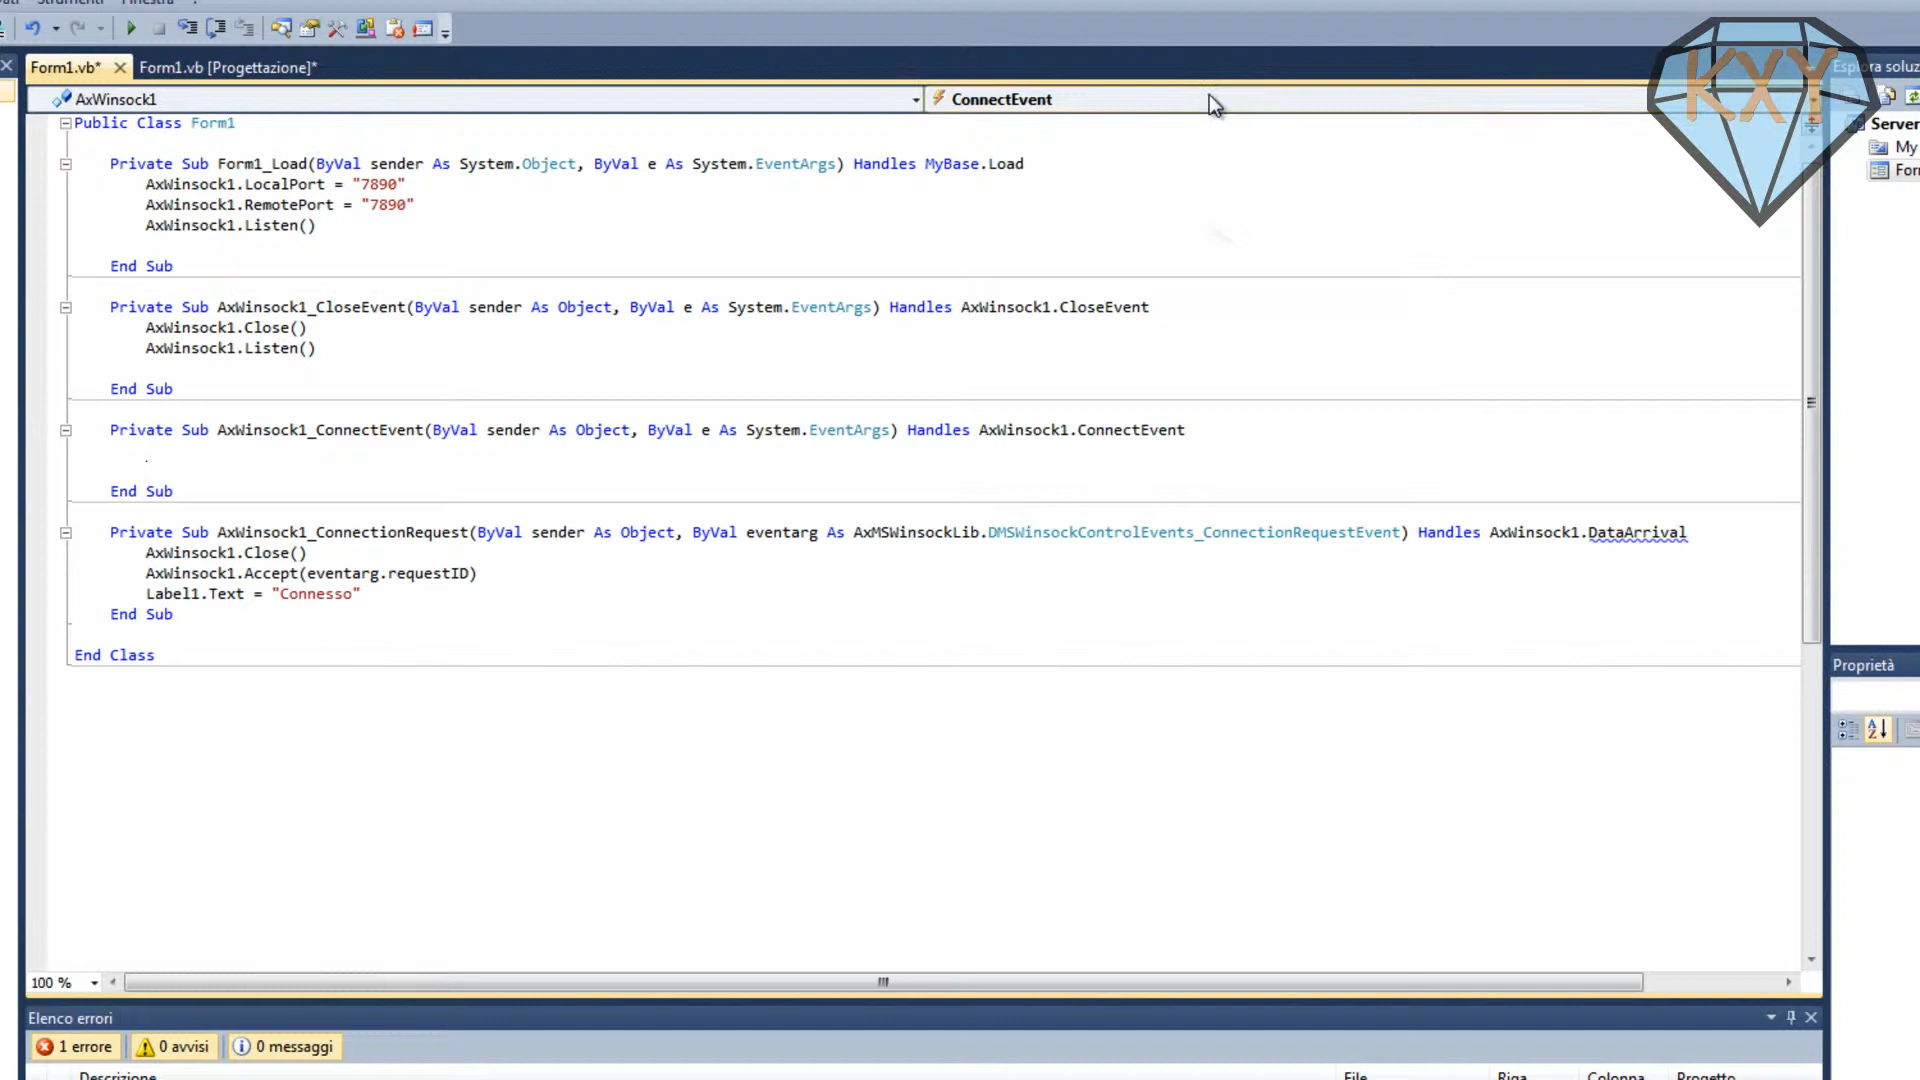 Strumenti Finestra ?
Form1.vb* Form1.vb [Progettazione]*
Esplora soluz
AxWinsock1 ConnectEvent
KXY
Public Class Form1
Server
My
Private Sub Form1_Load(ByVal sender As System.Object, ByVal e As System.EventArgs) Handles MyBase.Load
For
AxWinsock1.LocalPort = "7890"
AxWinsock1.RemotePort = "7890"
AxWinsock1.Listen()
End Sub
Private Sub AxWinsock1_CloseEvent(ByVal sender As Object, ByVal e As System.EventArgs) Handles AxWinsock1.CloseEvent
AxWinsock1.Close()
AxWinsock1.Listen()
End Sub
Private Sub AxWinsock1_ConnectEvent(ByVal sender As Object, ByVal e As System.EventArgs) Handles AxWinsock1.ConnectEvent
.
End Sub
Private Sub AxWinsock1_ConnectionRequest(ByVal sender As Object, ByVal eventarg As AxMSWinsockLib.DMSWinsockControlEvents_ConnectionRequestEvent) Handles AxWinsock1.DataArrival
AxWinsock1.Close()
AxWinsock1.Accept(eventarg.requestID)
Label1.Text = "Connesso"
End Sub
End Class
Proprietà
100 %
Elenco errori
1 errore 0 avvisi 0 messaggi
Descrizione File Riga Colonna Progetto